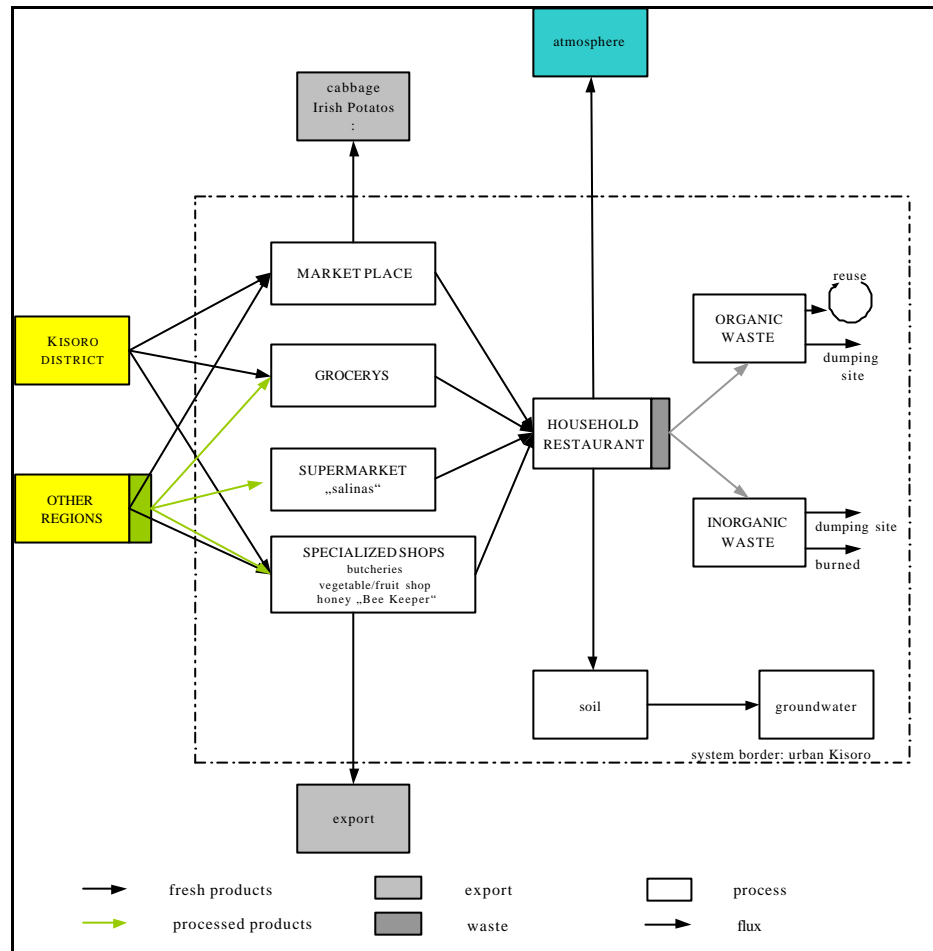 atmosphere
cabbage
Irish Potatos
:
MARKET PLACE
reuse
KISORO
DISTRICT
ORGANIC
WASTE
dumping
site
GROCERYS
HOUSEHOLD
RESTAURANT
SUPERMARKET
„salinas“
OTHER
REGIONS
INORGANIC
WASTE
dumping site
burned
SPECIALIZED SHOPS
butcheries
vegetable/fruit shop
honey „Bee Keeper“
soil
groundwater
system border: urban Kisoro
export
fresh products
export
process
processed products
waste
flux